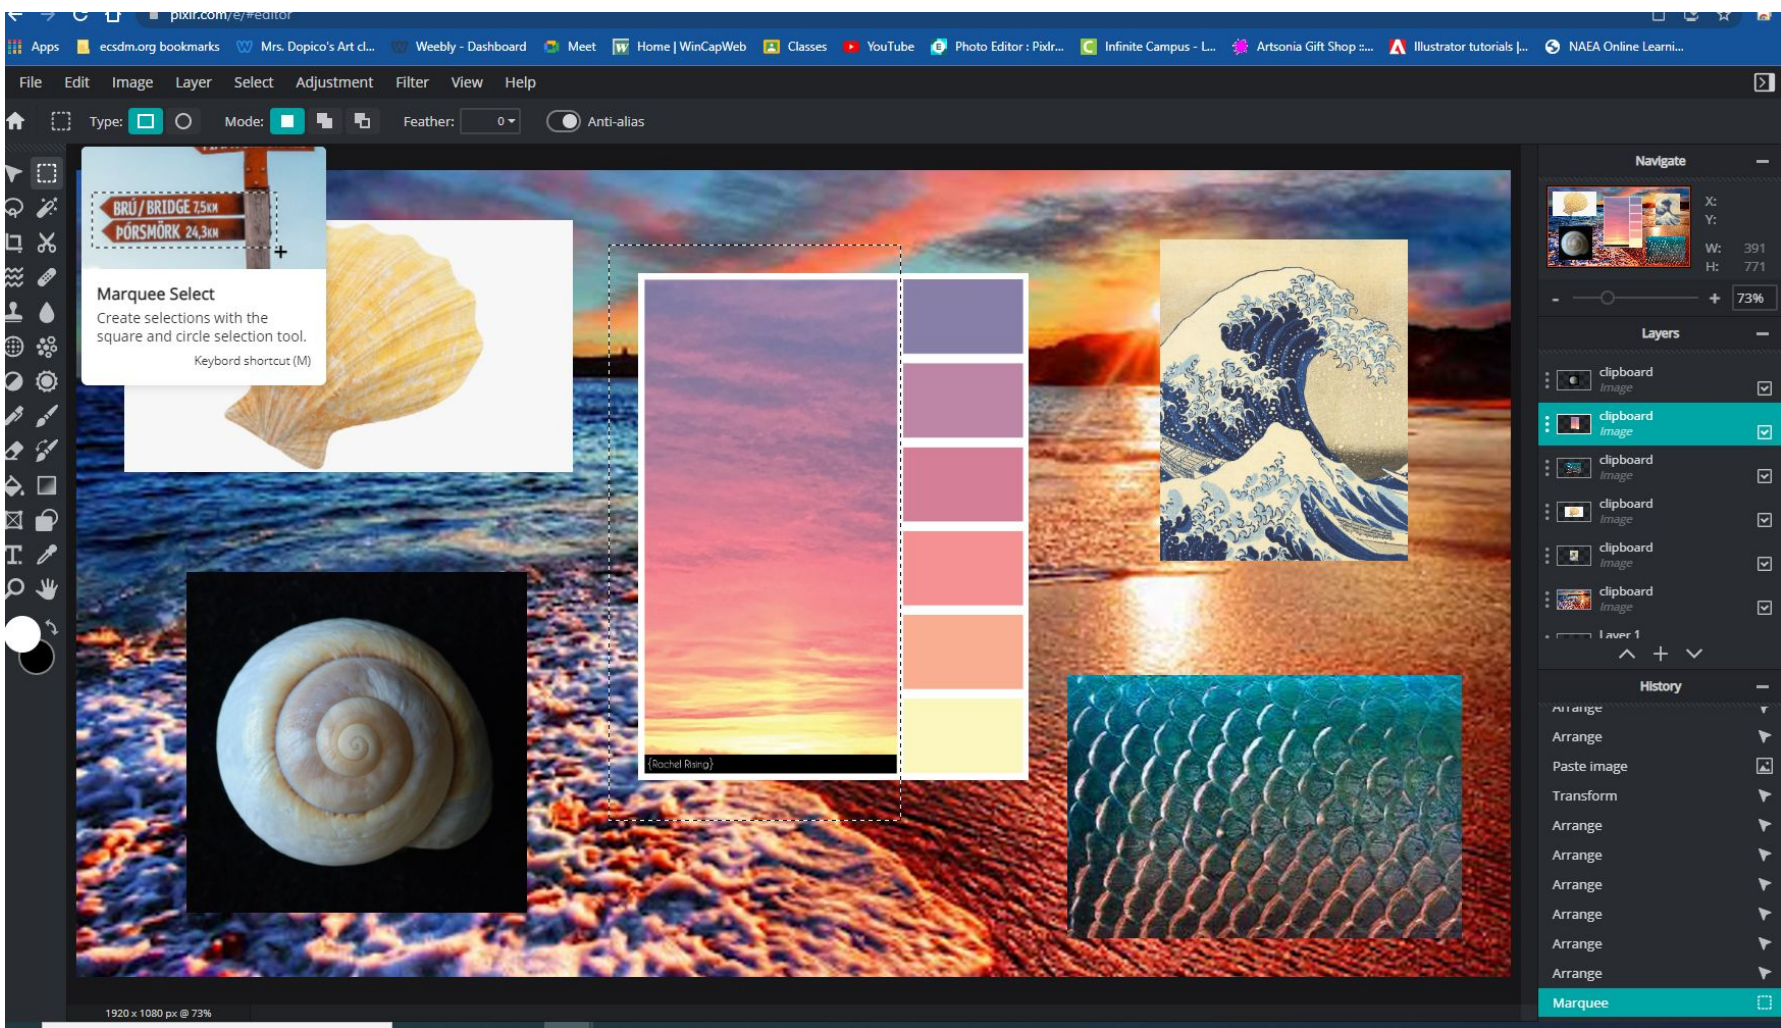 pixlr.com/e/#editor
Apps ecsdm.org bookmarks Mrs. Dopico's Art cl... Weebly - Dashboard Meet Home | WinCapWeb Classes YouTube Photo Editor : Pixlr... Infinite Campus - L... Artsonia Gift Shop ::... Illustrator tutorials |... NAEA Online Learni...
File Edit Image Layer Select Adjustment Filter View Help
Type: Mode: Feather: 0 Anti-alias
BRÚ/BRIDGE 7,5KM
ÞÓRSMÖRK 24,3KM
Marquee Select
Create selections with the
square and circle selection tool.
Keybord shortcut (M)
{Rachel Rising}
1920 x 1080 px @ 73%
Navigate
X:
Y:
W: 391
H: 771
- + 73%
Layers
clipboard
Image
clipboard
Image
clipboard
Image
clipboard
Image
clipboard
Image
clipboard
Image
Layer 1
History
Arrange
Arrange
Paste image
Transform
Arrange
Arrange
Arrange
Arrange
Arrange
Arrange
Marquee